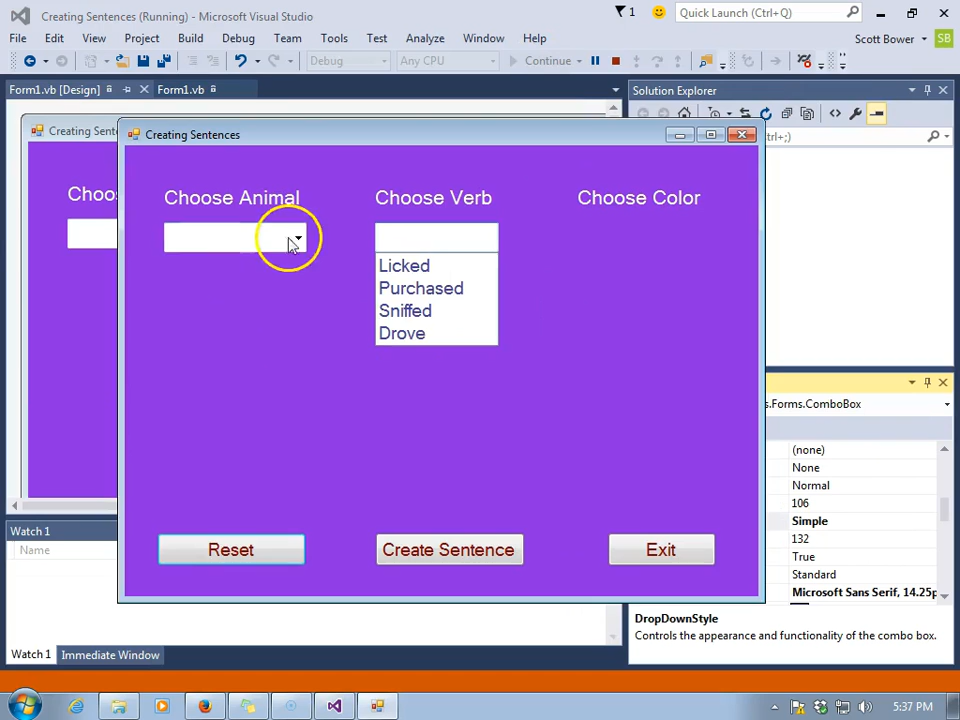 Creating Sentences (Running) - Microsoft Visual Studio
1
Quick Launch (Ctrl+Q)
File Edit View Project Build Debug Team Tools Test Analyze Window Help
Scott Bower SB
Debug Any CPU Continue
Form1.vb [Design] Form1.vb
Solution Explorer
Creating Sente
Creating Sentences
+;)
Choos
Choose Animal Choose Verb Choose Color
Licked
Purchased
Sniffed
Drove
s.Forms.ComboBox
(none)
None
Normal
106
Simple
132
True
Standard
Microsoft Sans Serif, 14.25p
Watch 1
Name
Reset Create Sentence Exit
DropDownStyle
Controls the appearance and functionality of the combo box.
Watch 1 Immediate Window
5:37 PM